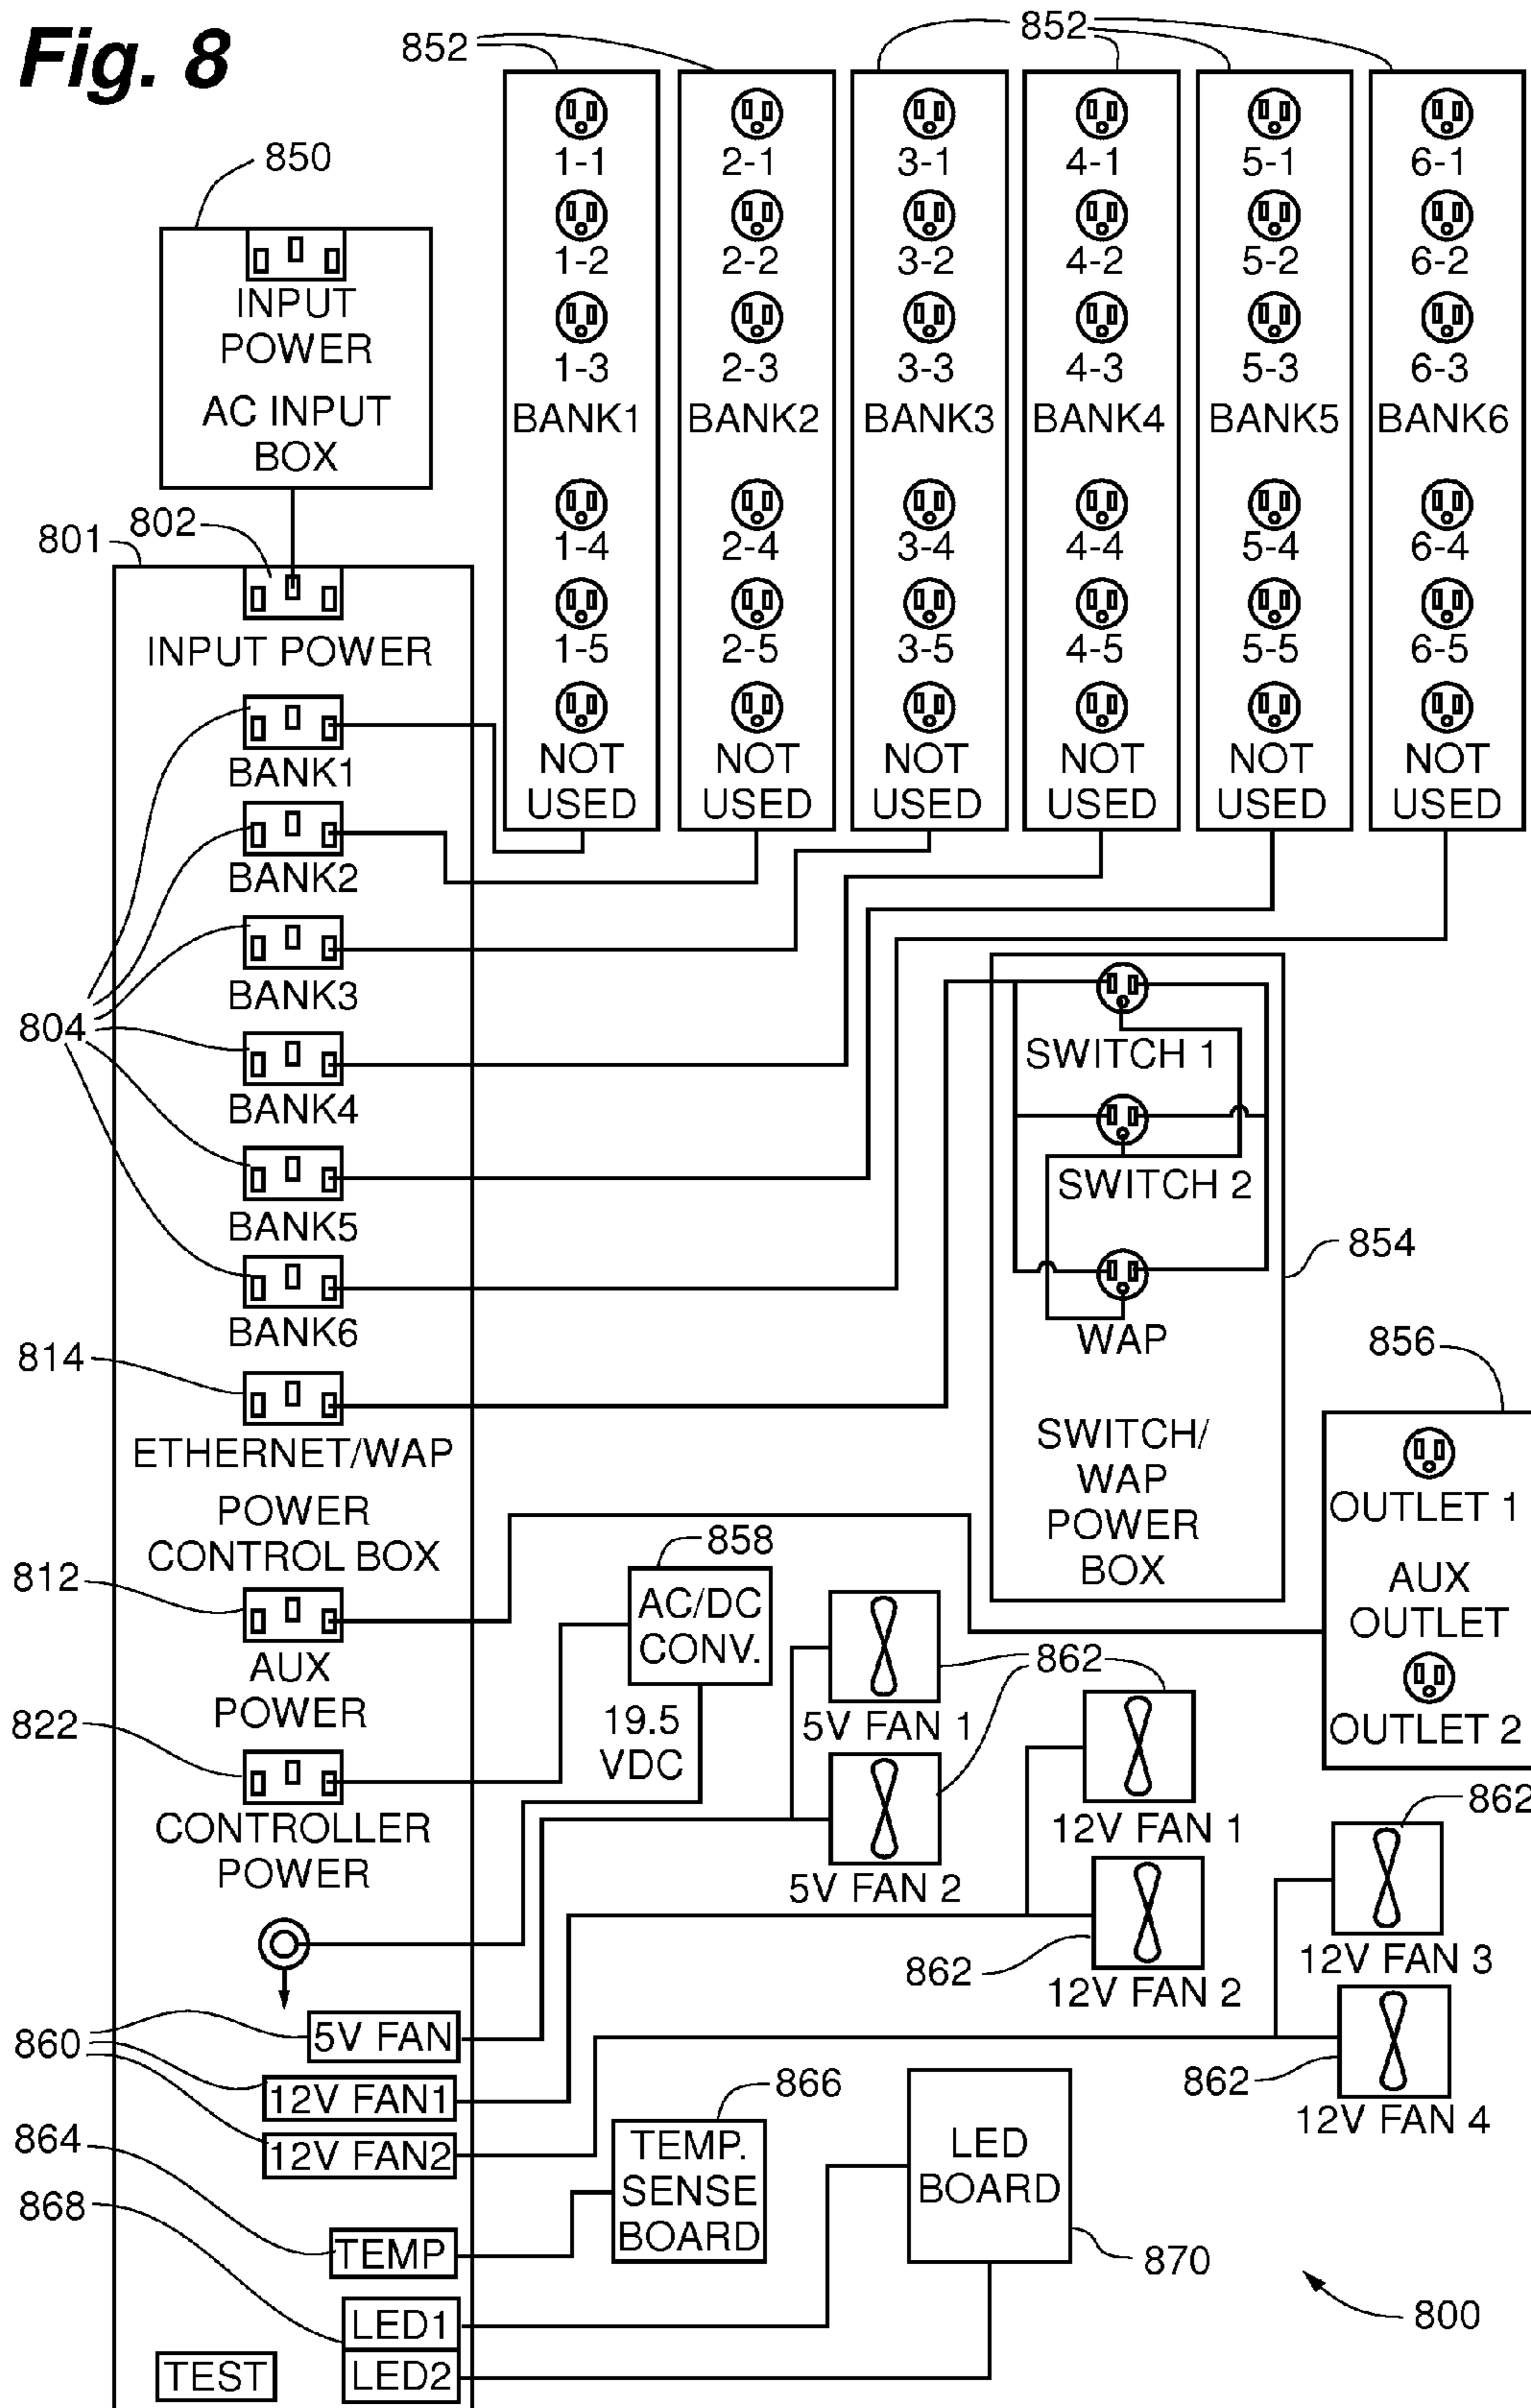 Fig. 8
852
852
850
INPUT
POWER
AC INPUT
BOX
1-1
1-2
1-3
BANK1
1-4
1-5
NOT
USED
2-1
2-2
2-3
BANK2
2-4
2-5
NOT
USED
3-1
3-2
3-3
BANK3
3-4
3-5
NOT
USED
4-1
4-2
4-3
BANK4
4-4
4-5
NOT
USED
5-1
5-2
5-3
BANK5
5-4
5-5
NOT
USED
6-1
6-2
6-3
BANK6
6-4
6-5
NOT
USED
801
802
INPUT POWER
BANK1
BANK2
BANK3
804
BANK4
BANK5
BANK6
814
ETHERNET/WAP
POWER
CONTROL BOX
812
AUX
POWER
822
CONTROLLER
POWER
SWITCH 1
SWITCH 2
WAP
SWITCH/
WAP
POWER
BOX
854
856
OUTLET 1
AUX
OUTLET
OUTLET 2
858
AC/DC
CONV.
19.5
VDC
862
5V FAN 1
5V FAN 2
12V FAN 1
862
12V FAN 2
862
12V FAN 3
862
12V FAN 4
860
5V FAN
12V FAN1
12V FAN2
864
868
TEMP
866
TEMP.
SENSE
BOARD
LED
BOARD
870
LED1
LED2
TEST
800